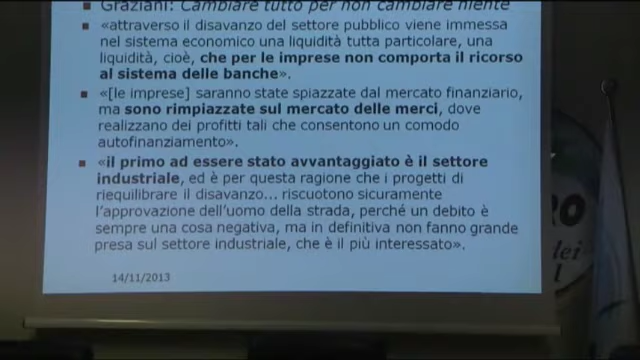 Graziani: Cambiare tutto per non cambiare niente
«attraverso il disavanzo del settore pubblico viene immessa
nel sistema economico una liquidità tutta particolare, una
liquidità, cioè, che per le imprese non comporta il ricorso
al sistema delle banche».
«[le imprese] saranno state spiazzate dal mercato finanziario,
ma sono rimpiazzate sul mercato delle merci, dove
realizzano dei profitti tali che consentono un comodo
autofinanziamento».
«il primo ad essere stato avvantaggiato è il settore
industriale, ed è per questa ragione che i progetti di
riequilibrare il disavanzo... riscuotono sicuramente
l'approvazione dell'uomo della strada, perché un debito è
sempre una cosa negativa, ma in definitiva non fanno grande
presa sul settore industriale, che è il più interessato».
14/11/2013
RO
dei